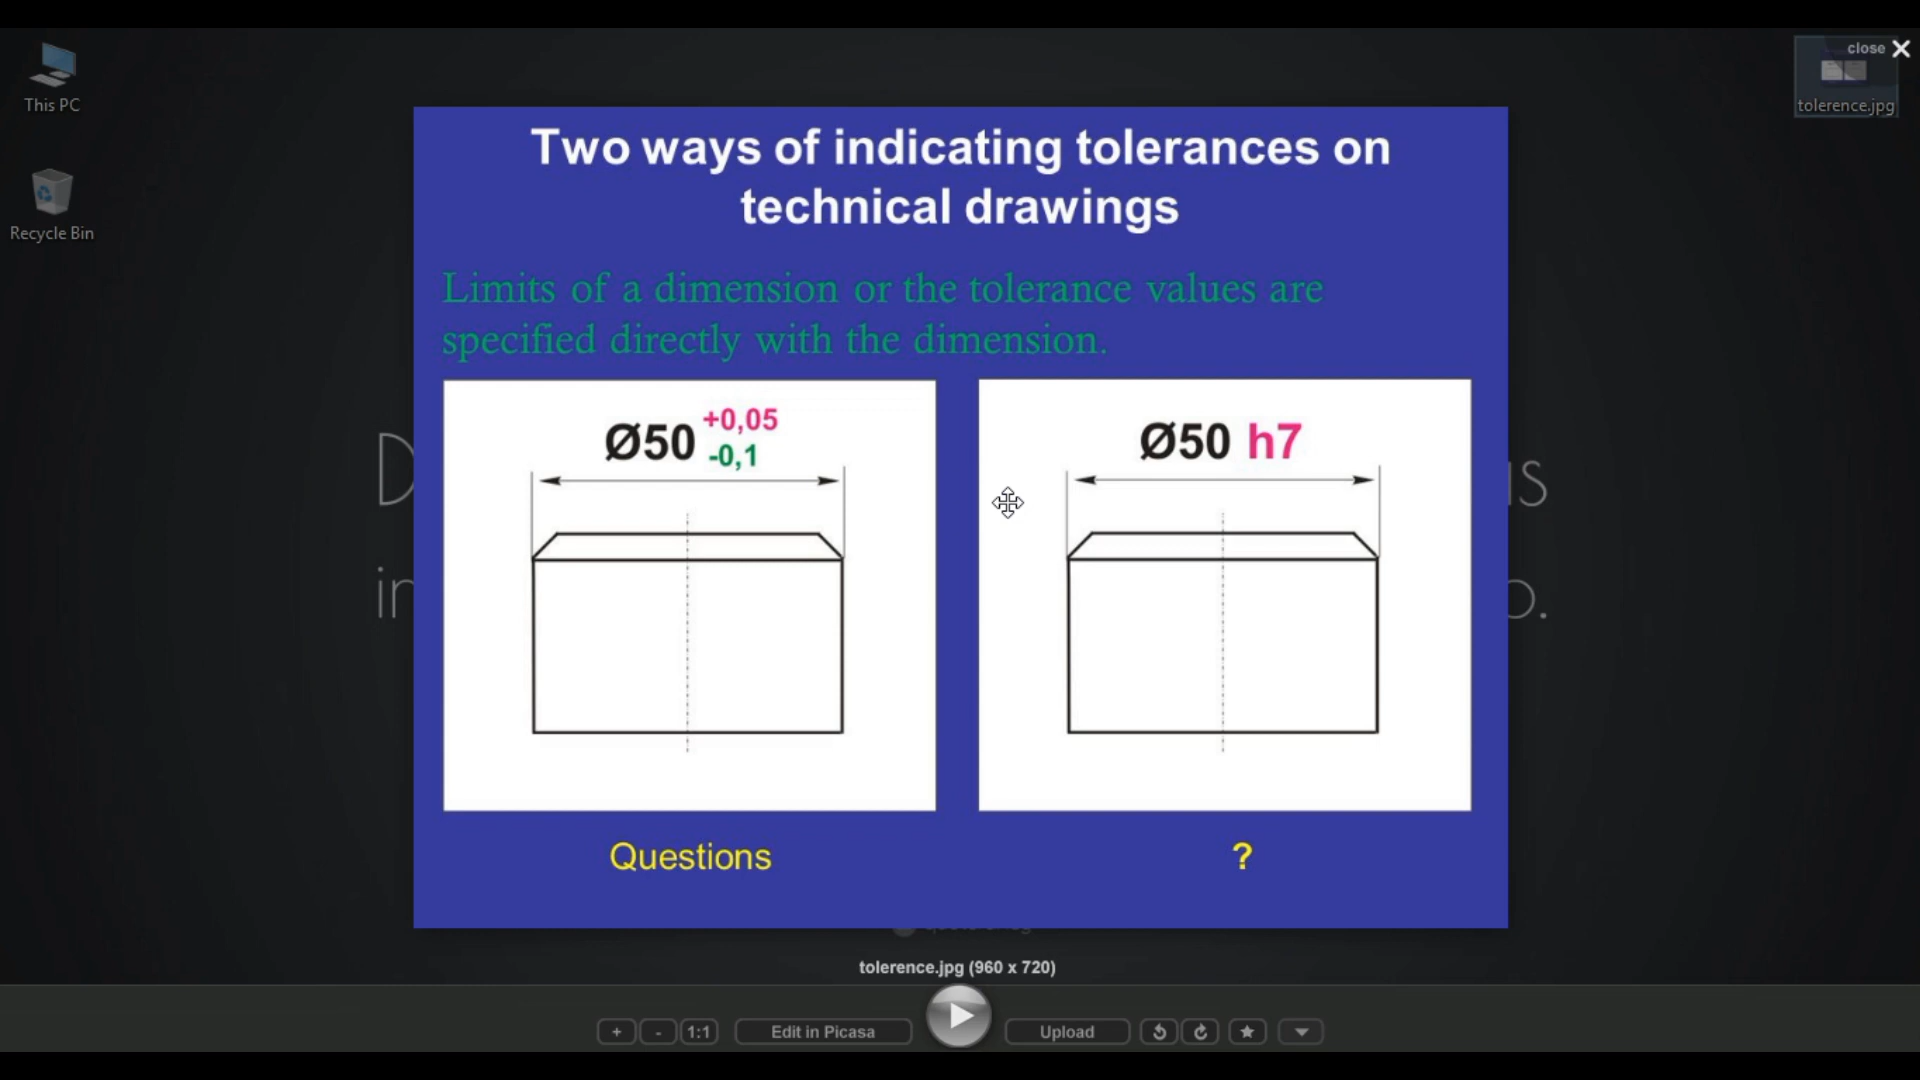 close
This PC
tolerence.jpg
Recycle Bin
Two ways of indicating tolerances on
technical drawings
Limits of a dimension or the tolerance values are
specified directly with the dimension.
Ø50 +0,05
-0,1
Ø50 h7
Questions
?
tolerence.jpg (960 x 720)
+
-
1:1
Edit in Picasa
Upload